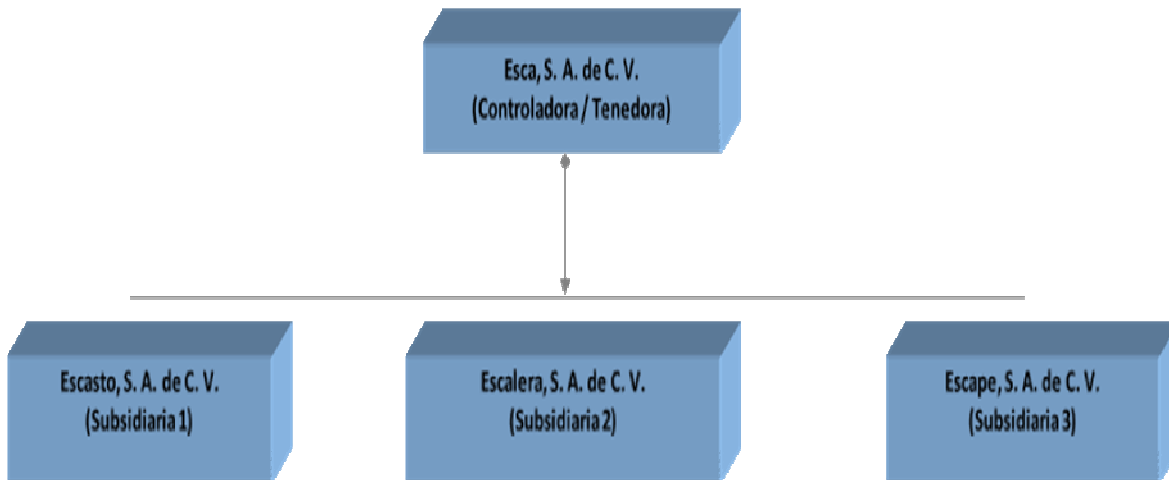 Esca, S. A. de C. V.
(Controladora / Tenedora)
Escasto, S. A. de C. V.
(Subsidiaria 1)
Escalera, S. A. de C. V.
(Subsidiaria 2)
Escape, S. A. de C. V.
(Subsidiaria 3)